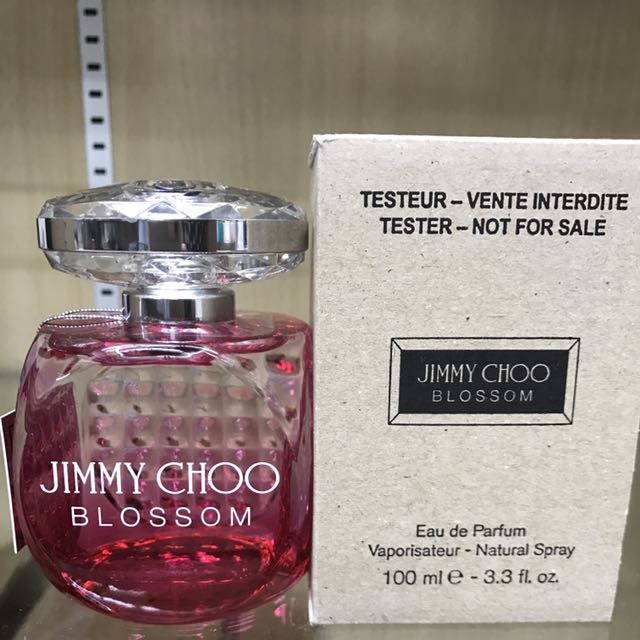 JIMMY CHOO
BLOSSOM
TESTEUR – VENTE INTERDITE
TESTER – NOT FOR SALE
JIMMY CHOO
BLOSSOM
Eau de Parfum
Vaporisateur - Natural Spray
100 ml ℮ - 3.3 fl. oz.